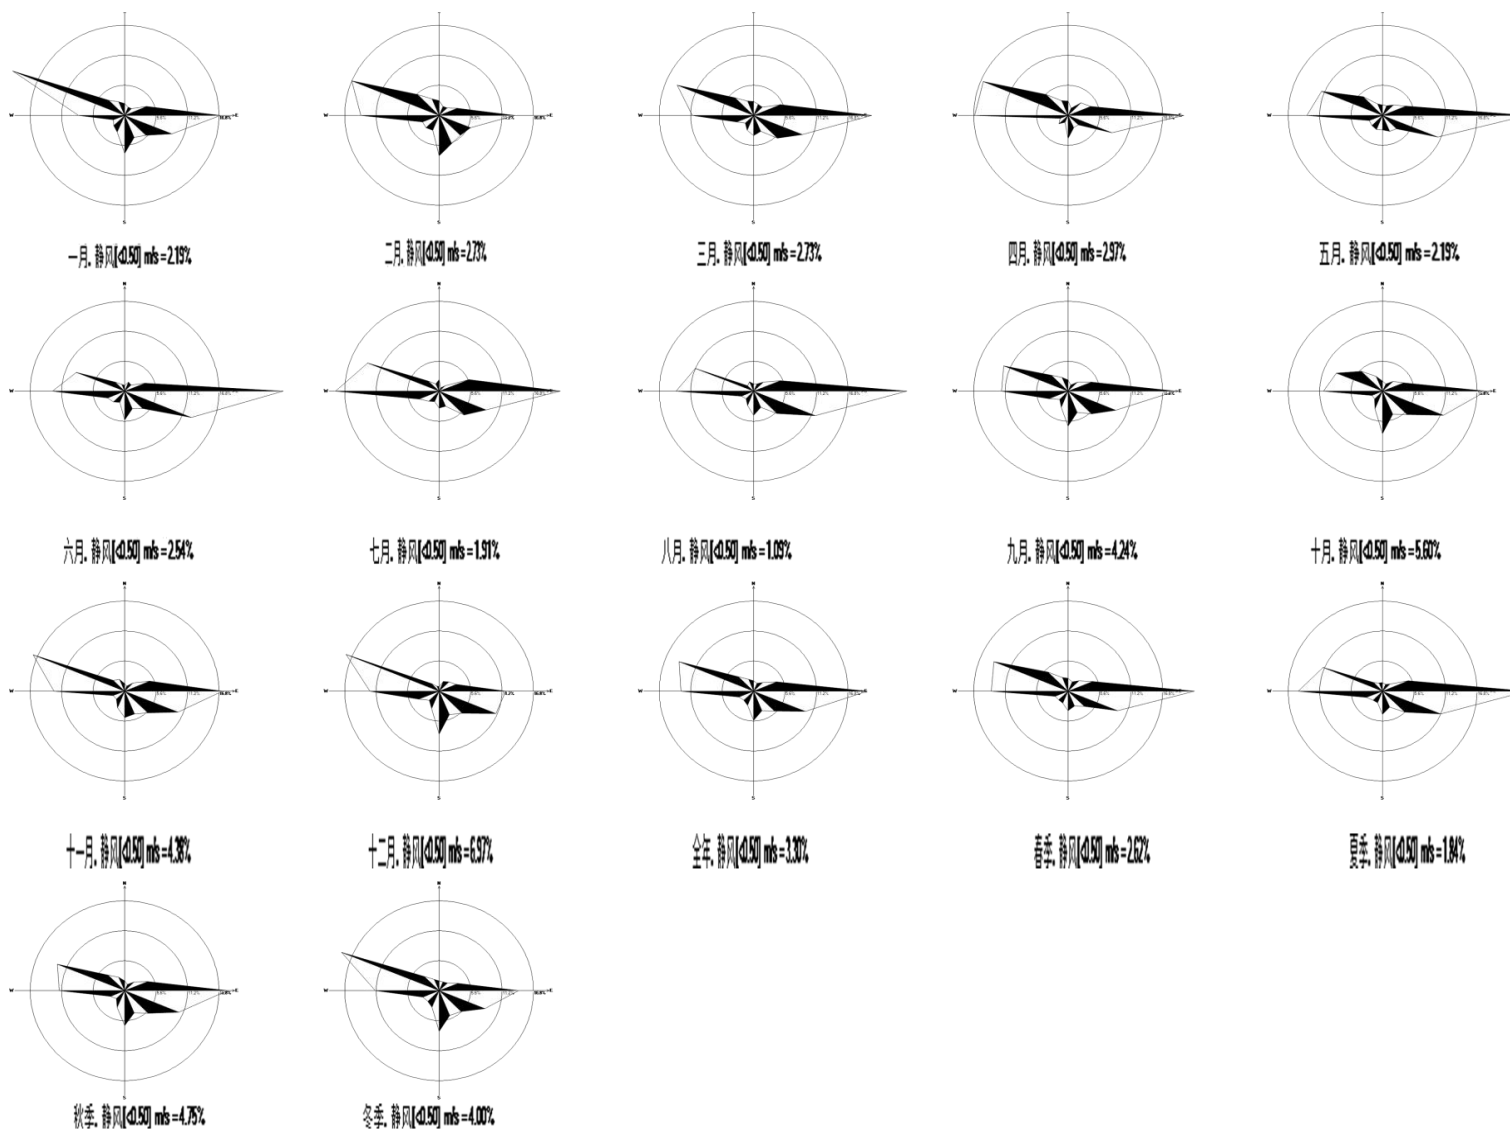 W E
S
W E
S
W E
S
W E
S
W
S
一月, 静风[<0.50] m/s=2.19%
二月, 静风[<0.50] m/s=2.73%
三月, 静风[<0.50] m/s=2.73%
四月, 静风[<0.50] m/s=2.97%
五月, 静风[<0.50] m/s=2.19%
N
W
S
N
W
S
N
W
S
N
W E
S
N
W E
S
六月, 静风[<0.50] m/s=2.54%
七月, 静风[<0.50] m/s=1.91%
八月, 静风[<0.50] m/s=1.09%
九月, 静风[<0.50] m/s=4.24%
十月, 静风[<0.50] m/s=5.60%
N
W E
S
N
W E
S
N
W E
S
N
W
S
N
W
S
十一月, 静风[<0.50] m/s=4.38%
十二月, 静风[<0.50] m/s=6.97%
全年, 静风[<0.50] m/s=3.30%
春季, 静风[<0.50] m/s=2.62%
夏季, 静风[<0.50] m/s=1.84%
N
W E
S
N
W E
S
秋季, 静风[<0.50] m/s=4.75%
冬季, 静风[<0.50] m/s=4.00%